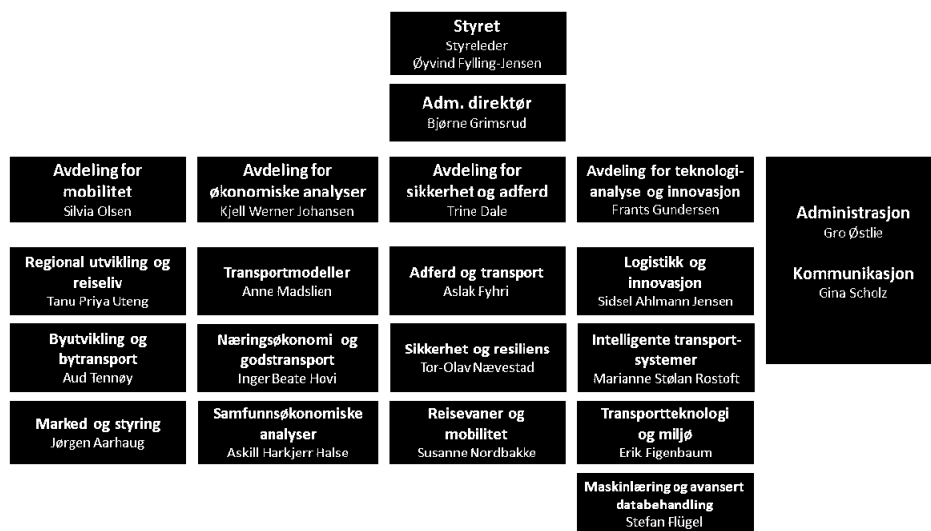 Styret
Styreleder
Øyvind Fylling-Jensen
Adm. direktør
Bjørne Grimsrud
Avdeling for
mobilitet
Silvia Olsen
Avdeling for
økonomiske analyser
Kjell Werner Johansen
Avdeling for
sikkerhet og adferd
Trine Dale
Avdeling for teknologi-
analyse og innovasjon
Frants Gundersen
Administrasjon
Gro Østlie
Kommunikasjon
Gina Scholz
Regional utvikling og
reiseliv
Tanu Priya Uteng
Transportmodeller
Anne Madslien
Adferd og transport
Aslak Fyhri
Logistikk og
innovasjon
Sidsel Ahlmann Jensen
Byutvikling og
bytransport
Aud Tennøy
Næringsøkonomi og
godstransport
Inger Beate Hovi
Sikkerhet og resiliens
Tor-Olav Nævestad
Intelligente transport-
systemer
Marianne Stølan Rostoft
Marked og styring
Jørgen Aarhaug
Samfunnsøkonomiske
analyser
Askill Harkjerr Halse
Reisevaner og
mobilitet
Susanne Nordbakke
Transportteknologi
og miljø
Erik Figenbaum
Maskinlæring og avansert
databehandling
Stefan Flügel